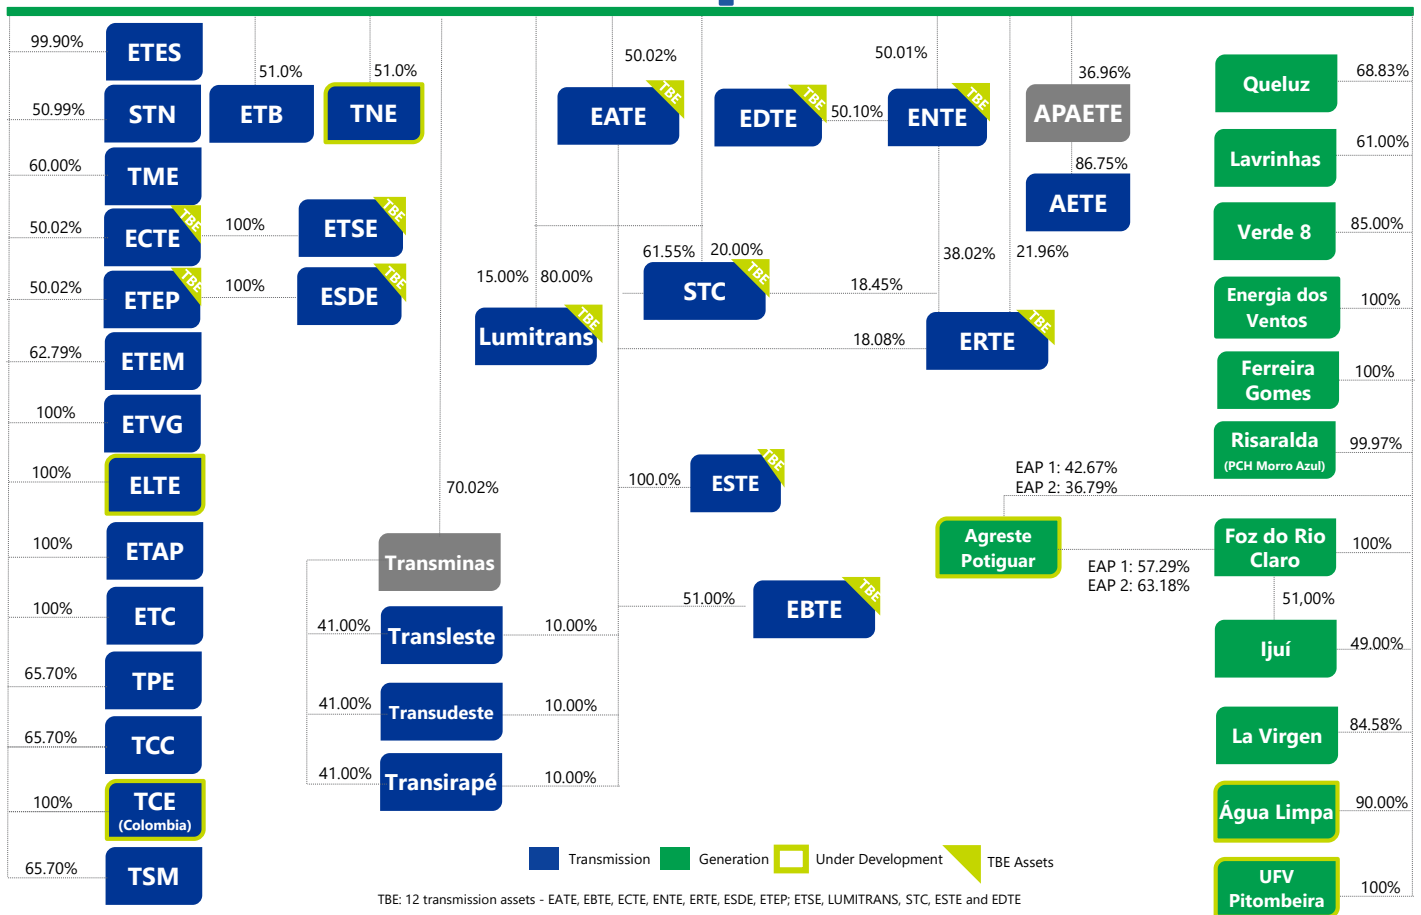 99.90%
ETES
50.99%
STN
51.0%
ETB
51.0%
TNE
60.00%
TME
50.02%
ECTE
TBE
100%
ETSE
TBE
50.02%
ETEP
TBE
100%
ESDE
TBE
62.79%
ETEM
100%
ETVG
100%
ELTE
100%
ETAP
100%
ETC
65.70%
TPE
65.70%
TCC
100%
TCE
(Colombia)
65.70%
TSM
50.02%
EATE
TBE
EDTE
TBE
50.10%
50.01%
ENTE
TBE
36.96%
APAETE
86.75%
AETE
15.00%
80.00%
Lumitrans
TBE
61.55%
20.00%
STC
TBE
18.45%
38.02%
21.96%
18.08%
ERTE
TBE
70.02%
Transminas
41.00%
Transleste
10.00%
41.00%
Transudeste
10.00%
41.00%
Transirapé
10.00%
100.0%
ESTE
TBE
51.00%
EBTE
TBE
Queluz
68.83%
Lavrinhas
61.00%
Verde 8
85.00%
Energia dos
Ventos
100%
Ferreira
Gomes
100%
Risaralda
(PCH Morro Azul)
99.97%
EAP 1: 42.67%
EAP 2: 36.79%
Agreste
Potiguar
EAP 1: 57.29%
EAP 2: 63.18%
Foz do Rio
Claro
100%
51,00%
Ijuí
49.00%
La Virgen
84.58%
Água Limpa
90.00%
UFV
Pitombeira
100%
Transmission
Generation
Under Development
TBE Assets
TBE: 12 transmission assets - EATE, EBTE, ECTE, ENTE, ERTE, ESDE, ETEP; ETSE, LUMITRANS, STC, ESTE and EDTE